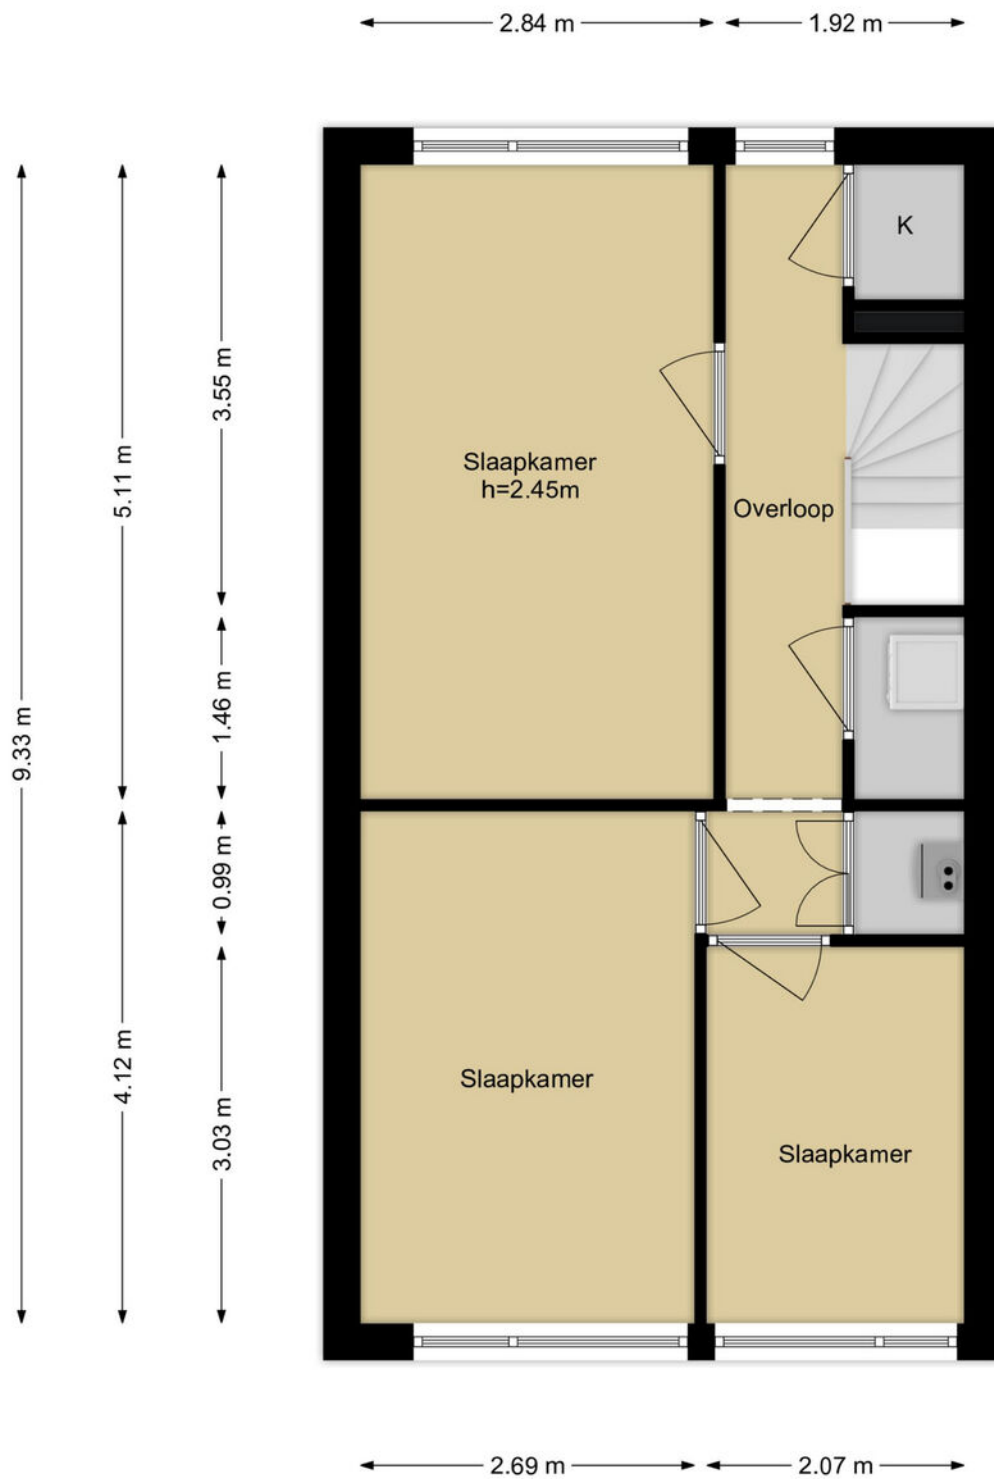 2.84 m
1.92 m
K
3.55 m
5.11 m
Slaapkamer
h=2.45m
Overloop
1.46 m
9.33 m
0.99 m
4.12 m
Slaapkamer
3.03 m
Slaapkamer
2.69 m
2.07 m